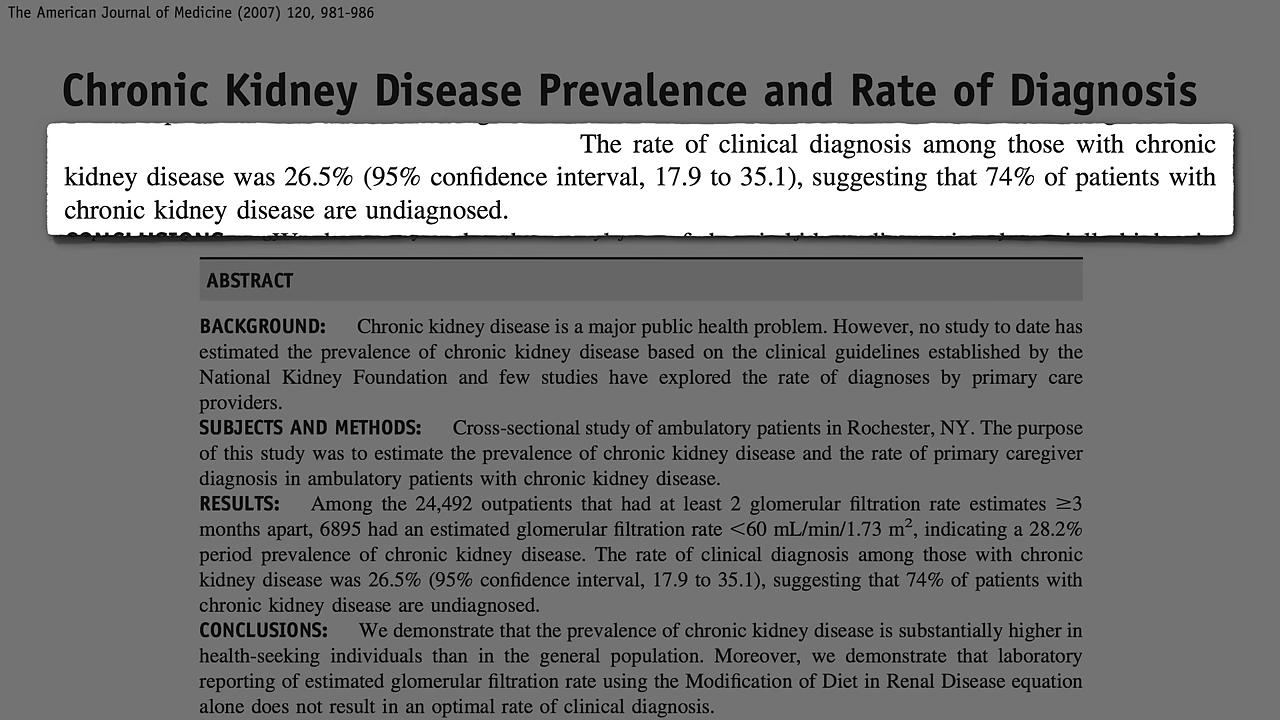 The American Journal of Medicine (2007) 120, 981-986
Chronic Kidney Disease Prevalence and Rate of Diagnosis
The rate of clinical diagnosis among those with chronic
kidney disease was 26.5% (95% confidence interval, 17.9 to 35.1), suggesting that 74% of patients with
chronic kidney disease are undiagnosed.
ABSTRACT
BACKGROUND: Chronic kidney disease is a major public health problem. However, no study to date has
estimated the prevalence of chronic kidney disease based on the clinical guidelines established by the
National Kidney Foundation and few studies have explored the rate of diagnoses by primary care
providers.
SUBJECTS AND METHODS: Cross-sectional study of ambulatory patients in Rochester, NY. The purpose
of this study was to estimate the prevalence of chronic kidney disease and the rate of primary caregiver
diagnosis in ambulatory patients with chronic kidney disease.
RESULTS: Among the 24,492 outpatients that had at least 2 glomerular filtration rate estimates ≥3
months apart, 6895 had an estimated glomerular filtration rate <60 mL/min/1.73 m², indicating a 28.2%
period prevalence of chronic kidney disease. The rate of clinical diagnosis among those with chronic
kidney disease was 26.5% (95% confidence interval, 17.9 to 35.1), suggesting that 74% of patients with
chronic kidney disease are undiagnosed.
CONCLUSIONS: We demonstrate that the prevalence of chronic kidney disease is substantially higher in
health-seeking individuals than in the general population. Moreover, we demonstrate that laboratory
reporting of estimated glomerular filtration rate using the Modification of Diet in Renal Disease equation
alone does not result in an optimal rate of clinical diagnosis.